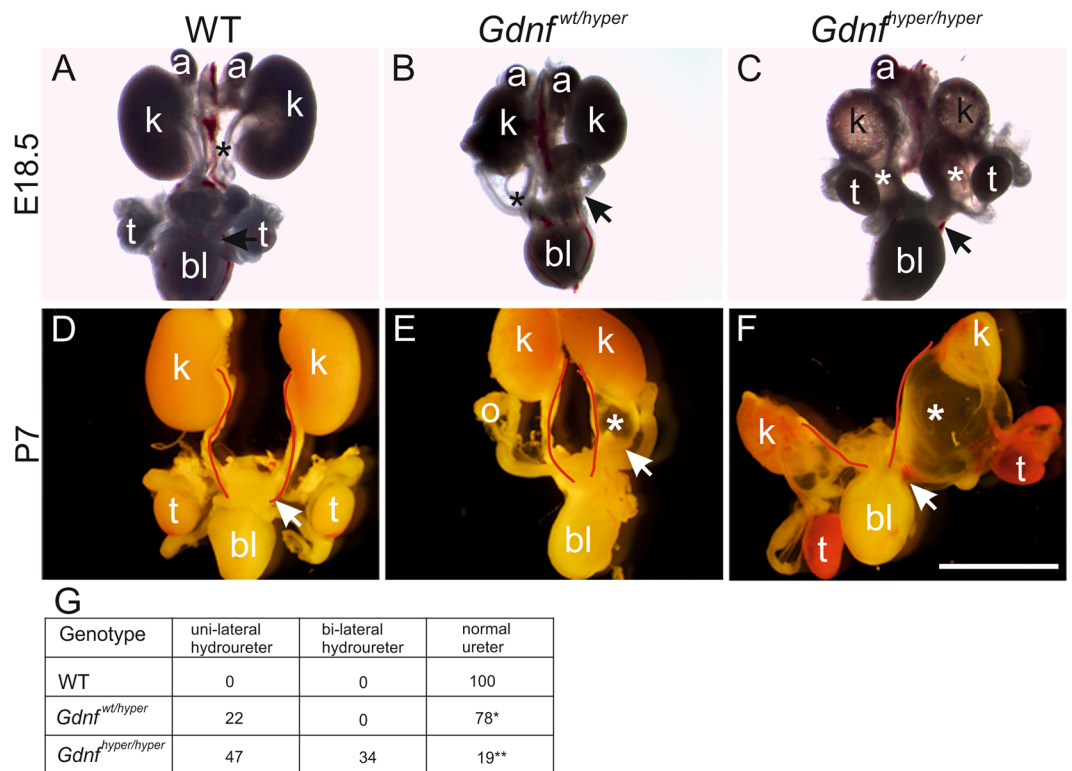 WT Gdnf wt/hyper Gdnf hyper/hyper
E18.5
A a a k k * t t bl
B a a k k * bl
C a k k * * t t bl
P7
D k k t t bl
E k k o * bl
F k k * t t bl
G
Genotype uni-lateral hydroureter bi-lateral hydroureter normal ureter
WT 0 0 100
Gdnf wt/hyper 22 0 78*
Gdnf hyper/hyper 47 34 19**